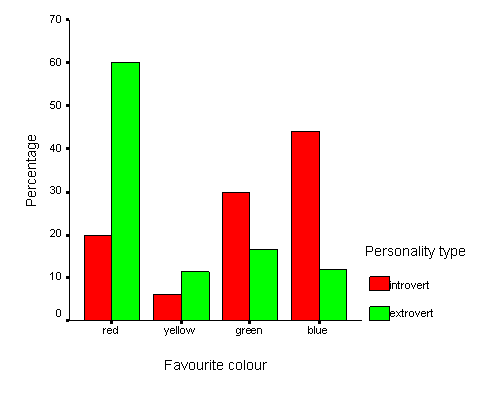 70
60
50
40
30
20
10
0
Percentage
red yellow green blue
Favourite colour
Personality type
introvert
extrovert